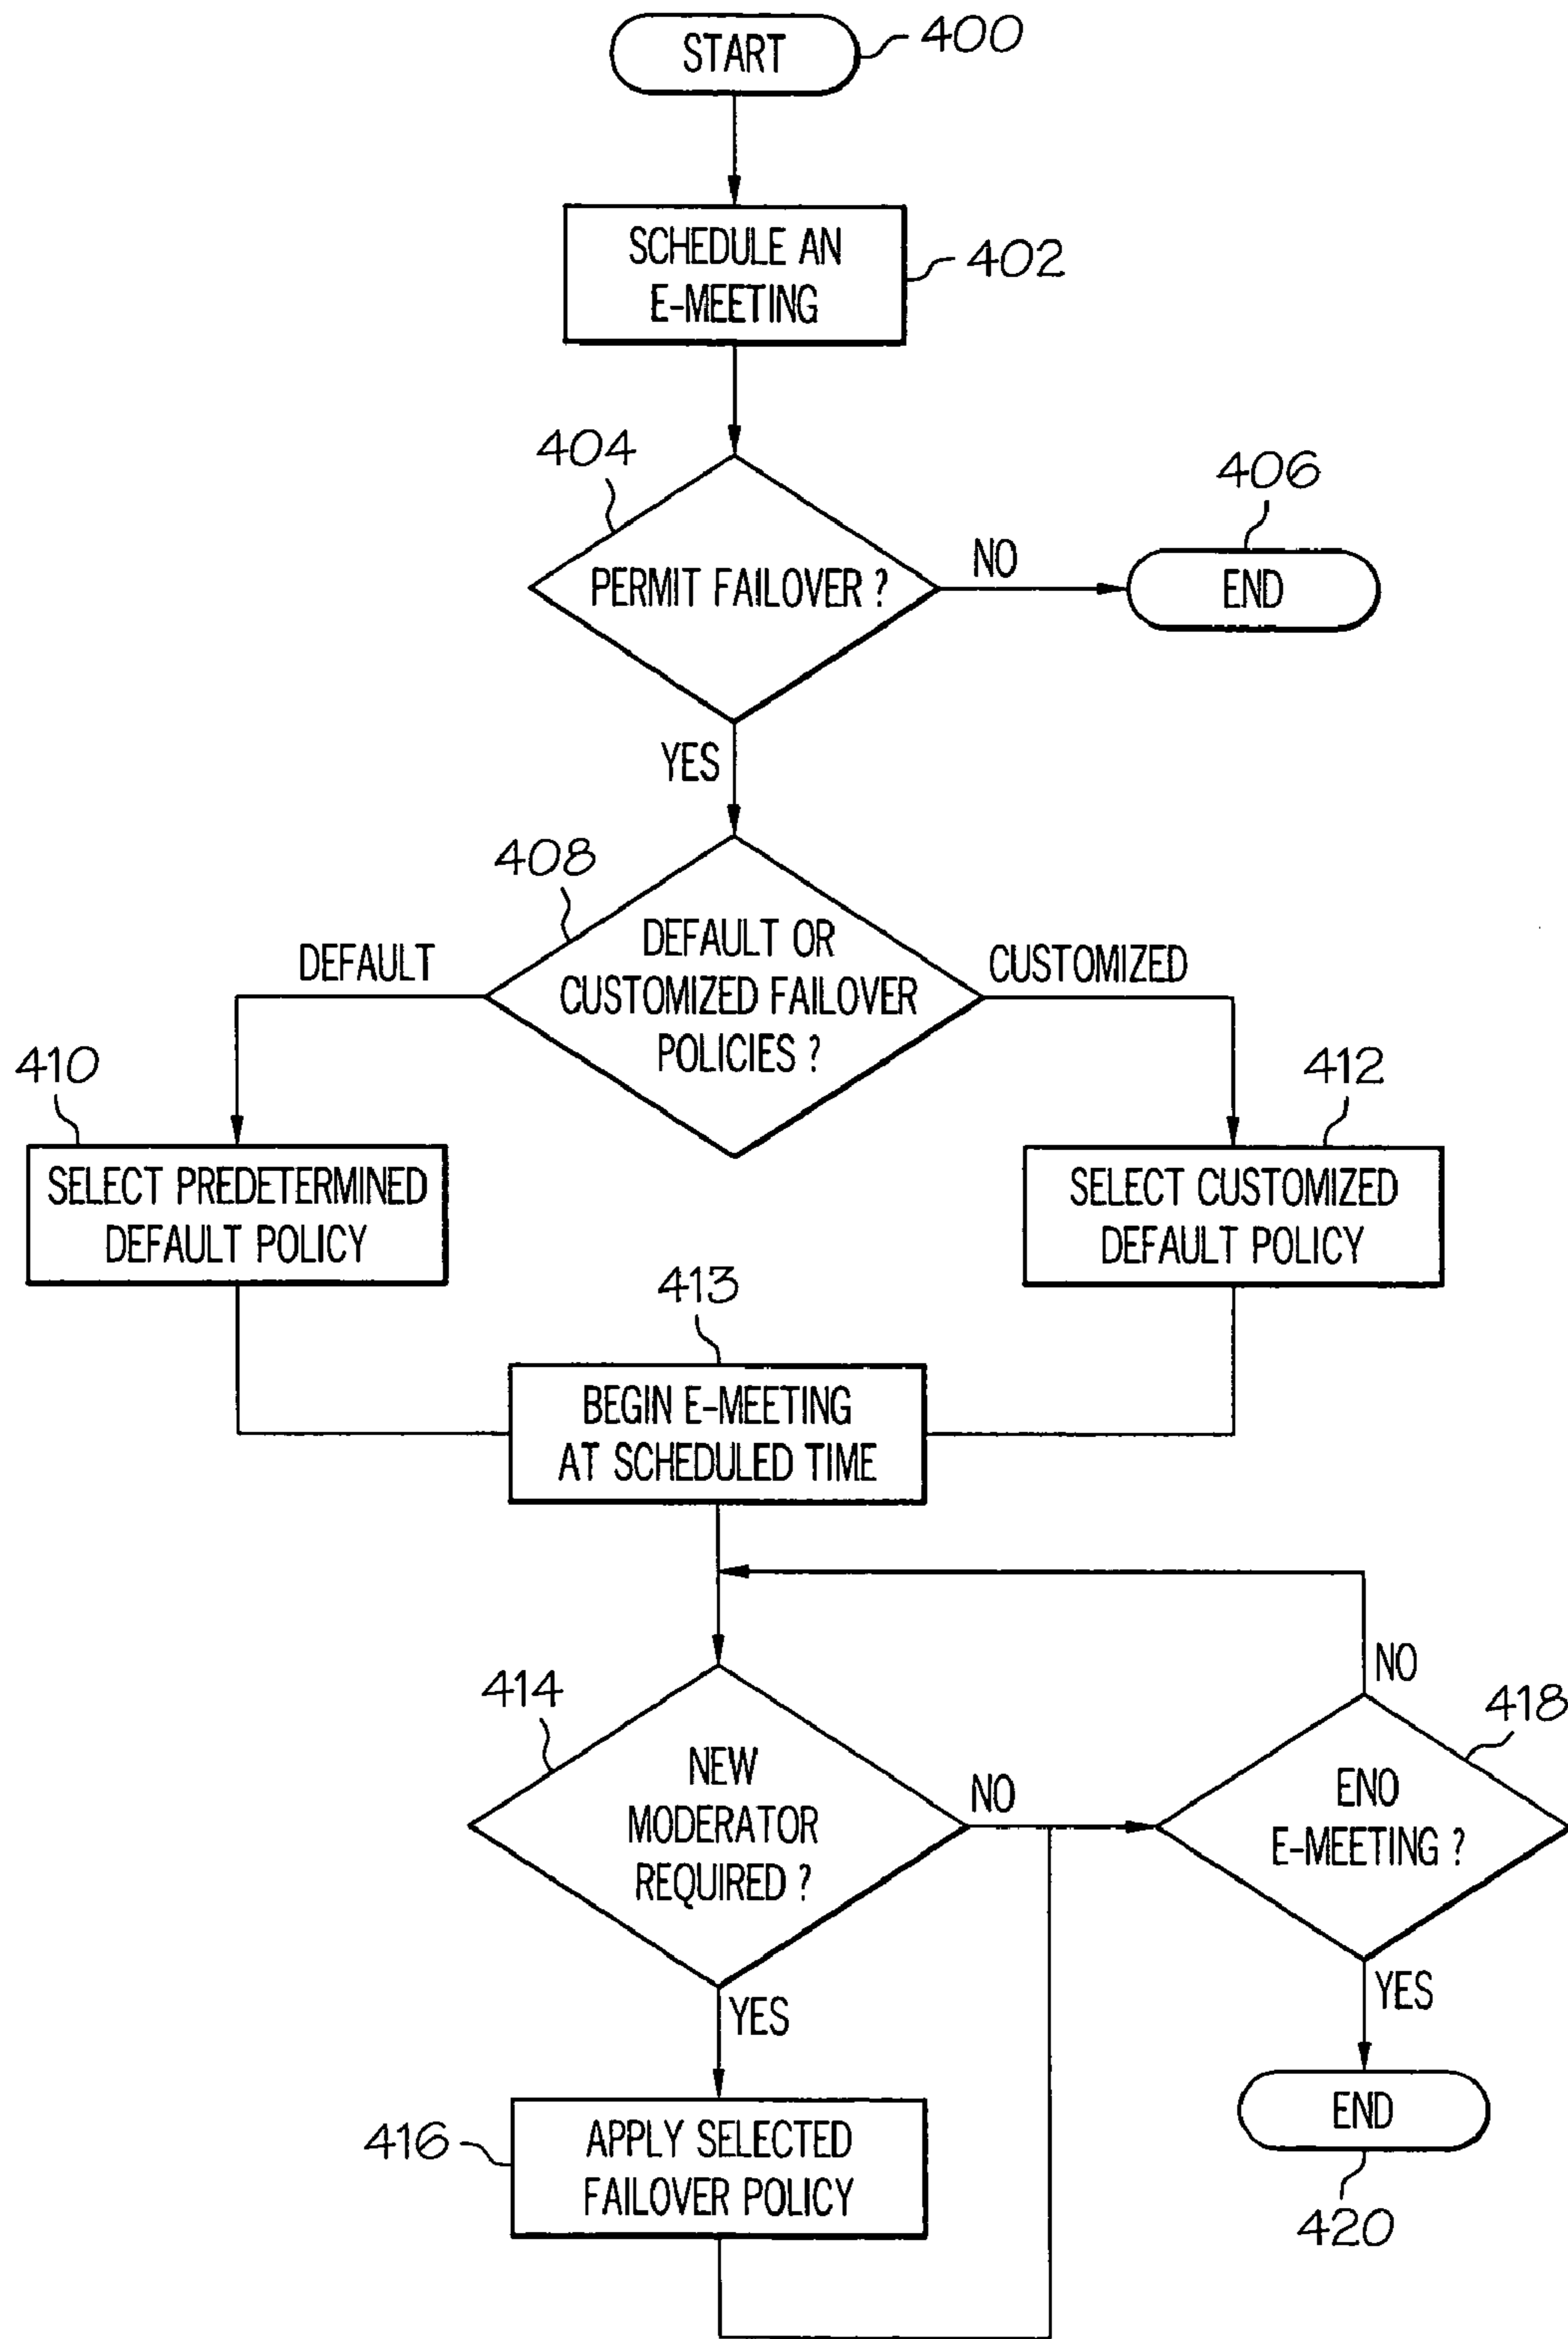 START
400
SCHEDULE AN
E-MEETING
402
404
PERMIT FAILOVER ?
NO
406
END
YES
408
DEFAULT OR
CUSTOMIZED FAILOVER
POLICIES ?
DEFAULT
CUSTOMIZED
410
SELECT PREDETERMINED
DEFAULT POLICY
412
SELECT CUSTOMIZED
DEFAULT POLICY
413
BEGIN E-MEETING
AT SCHEDULED TIME
414
NEW
MODERATOR
REQUIRED ?
NO
NO
418
ENO
E-MEETING ?
YES
YES
416
APPLY SELECTED
FAILOVER POLICY
END
420